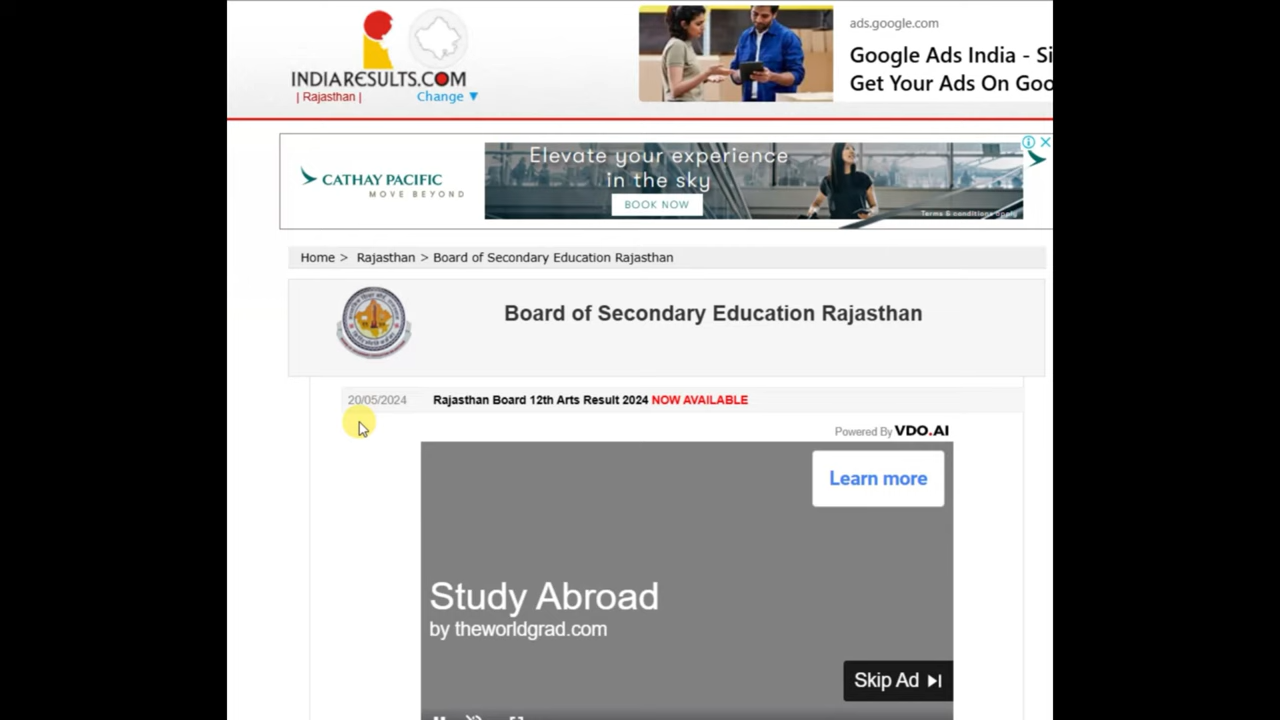 INDIARESULTS.COM
| Rajasthan |
Change ▼
ads.google.com
Google Ads India - Si
Get Your Ads On Goo
CATHAY PACIFIC
MOVE BEYOND
Elevate your experience
in the sky
BOOK NOW
Terms & conditions apply
Home > Rajasthan > Board of Secondary Education Rajasthan
Board of Secondary Education Rajasthan
20/05/2024 Rajasthan Board 12th Arts Result 2024 NOW AVAILABLE
Powered By VDO.AI
Learn more
Study Abroad
by theworldgrad.com
Skip Ad